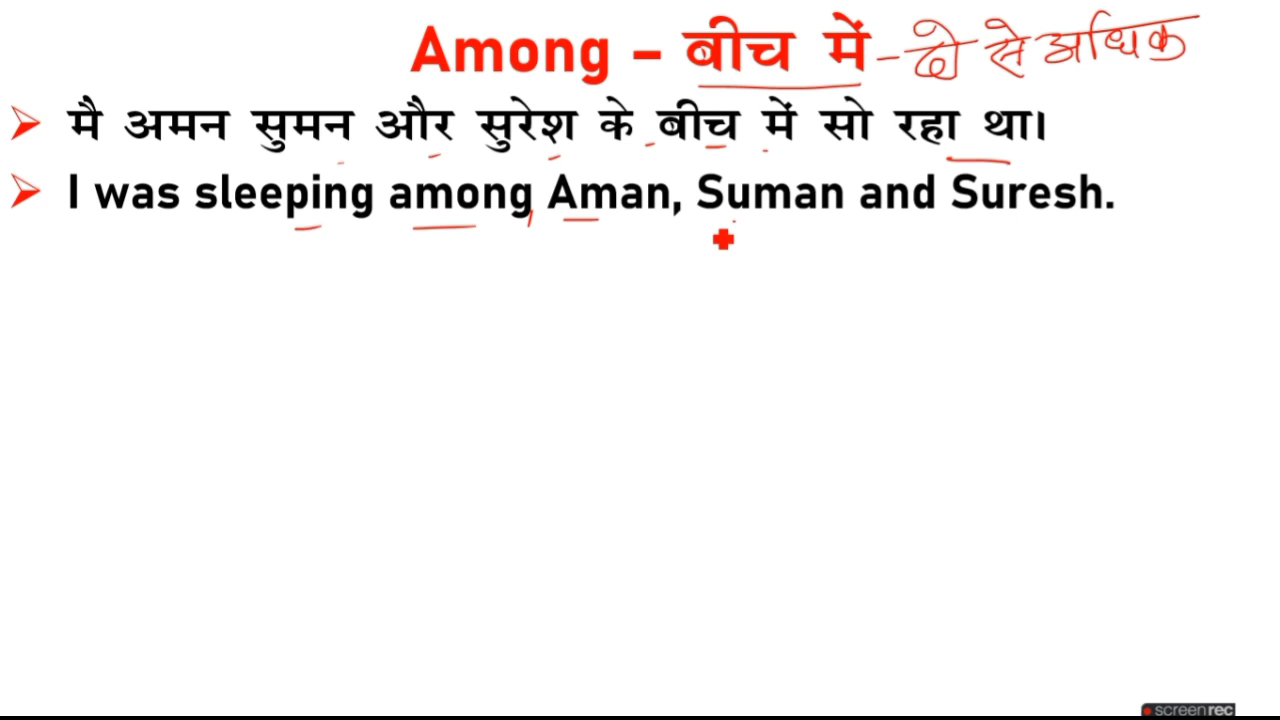 Among – बीच में - दो से अधिक
➤ मै अमन सुमन और सुरेश के बीच में सो रहा था।
➤ I was sleeping among Aman, Suman and Suresh.
screenrec